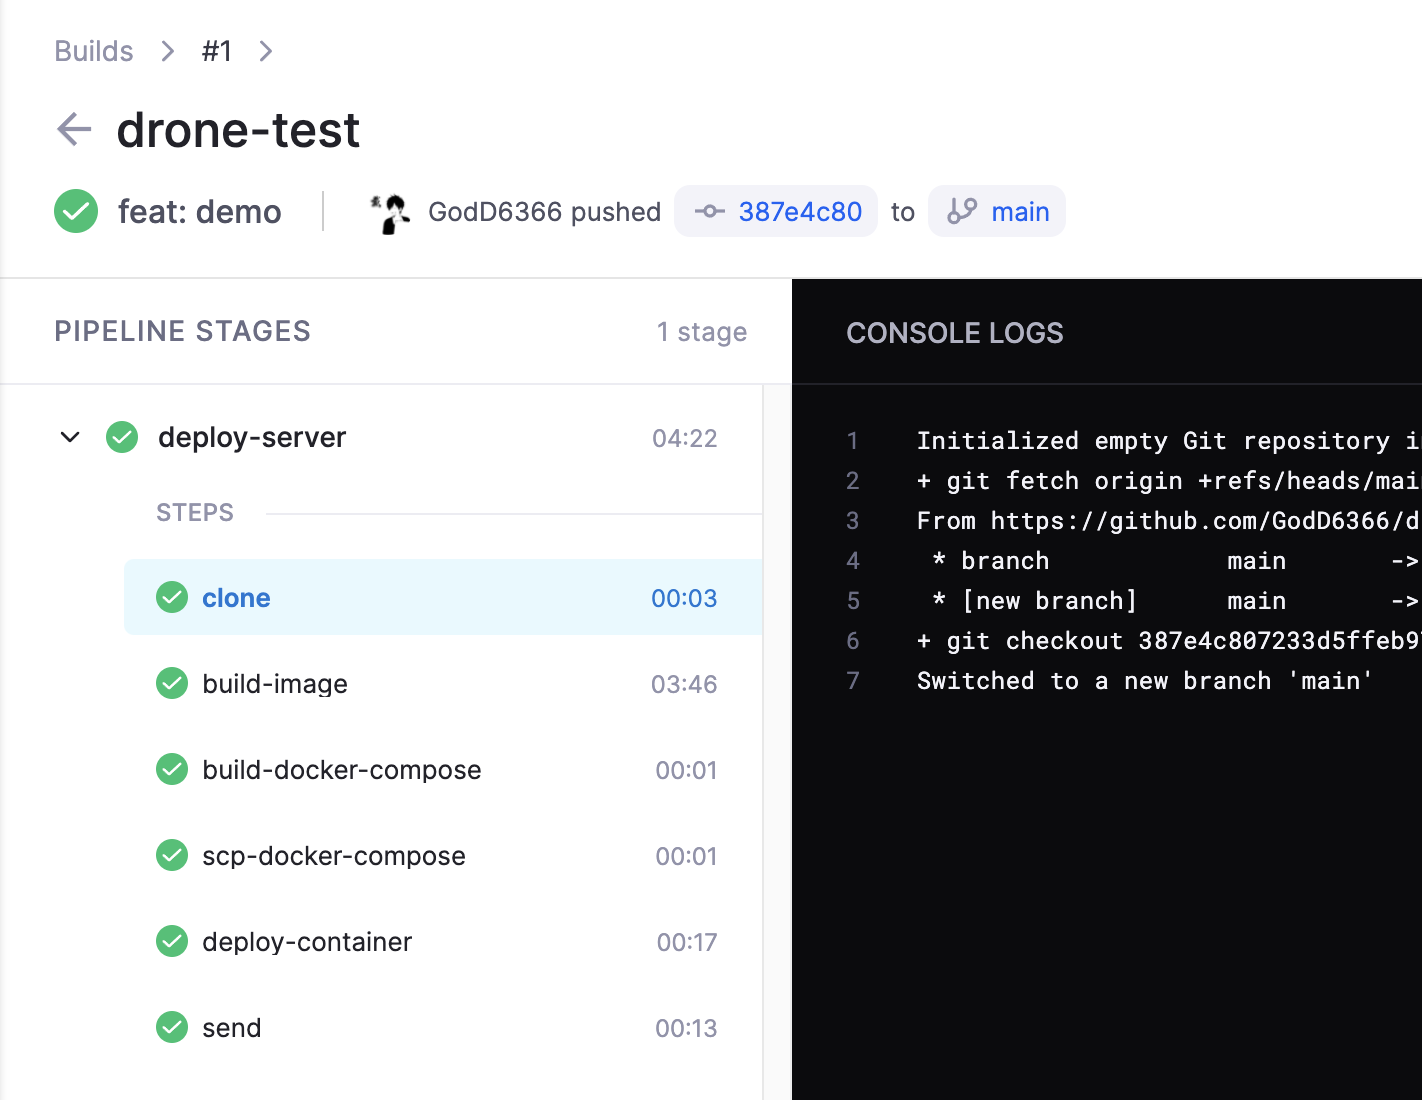 Builds > #1 >
drone-test
feat: demo GodD6366 pushed 387e4c80 to main
PIPELINE STAGES 1 stage
deploy-server 04:22
STEPS
clone 00:03
build-image 03:46
build-docker-compose 00:01
scp-docker-compose 00:01
deploy-container 00:17
send 00:13
CONSOLE LOGS
1 Initialized empty Git repository
2 + git fetch origin +refs/heads/mai
3 From https://github.com/GodD6366/d
4 * branch main ->
5 * [new branch] main ->
6 + git checkout 387e4c807233d5ffeb9
7 Switched to a new branch 'main'